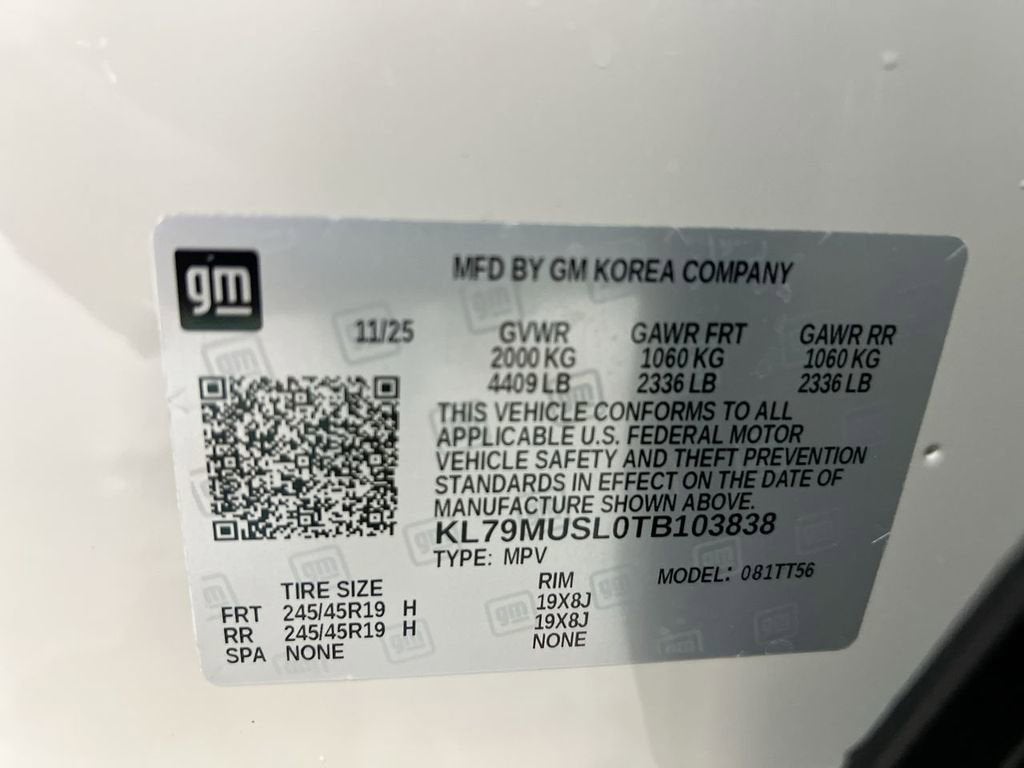 gm
MFD BY GM KOREA COMPANY
11/25 GVWR GAWR FRT GAWR RR
2000 KG 1060 KG 1060 KG
4409 LB 2336 LB 2336 LB
THIS VEHICLE CONFORMS TO ALL
APPLICABLE U.S. FEDERAL MOTOR
VEHICLE SAFETY AND THEFT PREVENTION
STANDARDS IN EFFECT ON THE DATE OF
MANUFACTURE SHOWN ABOVE.
KL79MUSL0TB103838
TYPE: MPV MODEL: 081TT56
TIRE SIZE RIM
FRT 245/45R19 H 19X8J
RR 245/45R19 H 19X8J
SPA NONE NONE